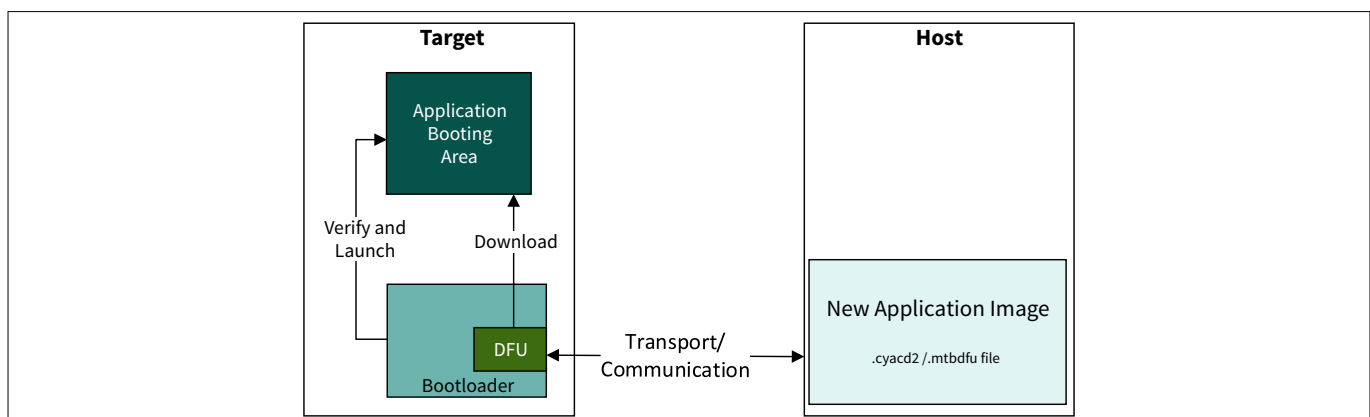 Target
Host
Application
Booting
Area
Verify and
Launch
Download
New Application Image
.cyacd2 /.mtbdfu file
DFU
Transport/
Communication
Bootloader